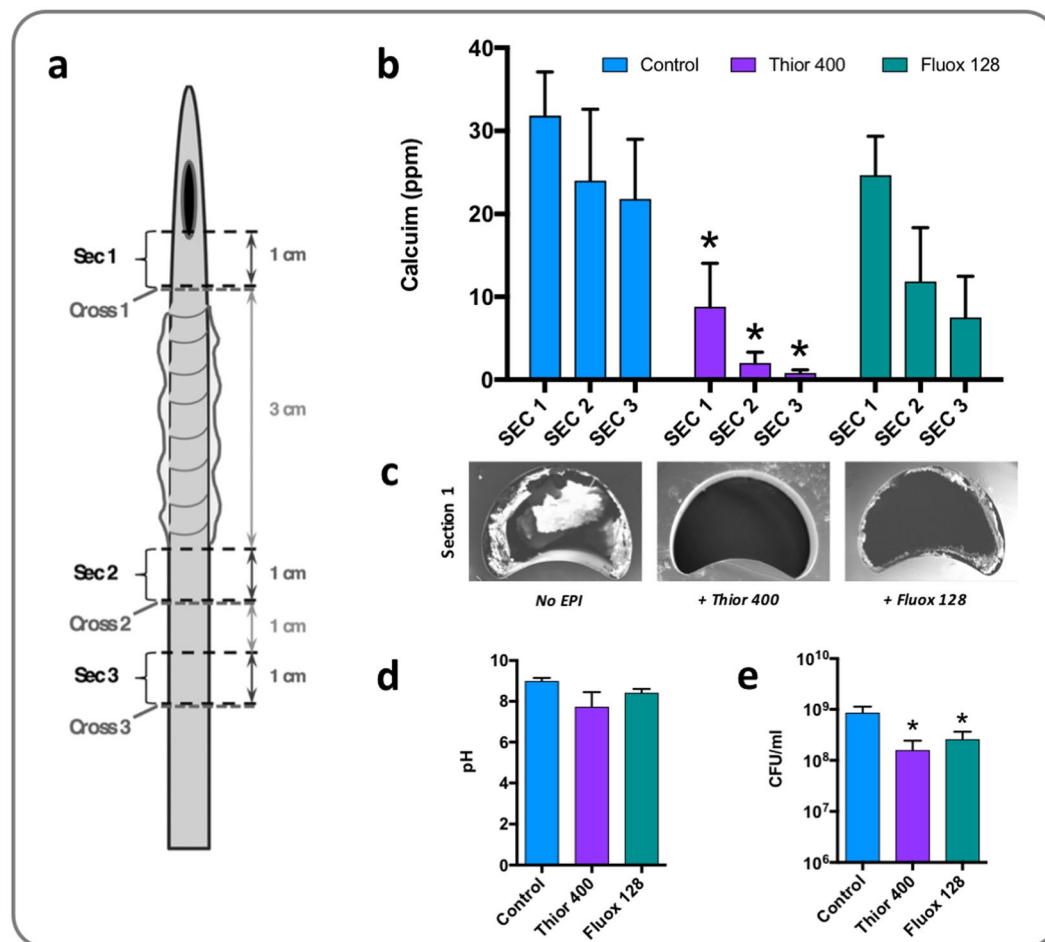 a
Sec 1
1 cm
Cross 1
3 cm
Sec 2
1 cm
Cross 2
1 cm
Sec 3
1 cm
Cross 3
b
Control
Thior 400
Fluox 128
Calcuim (ppm)
40
30
20
10
0
*
*
*
SEC 1
SEC 2
SEC 3
SEC 1
SEC 2
SEC 3
SEC 1
SEC 2
SEC 3
c
Section 1
No EPI
+ Thior 400
+ Fluox 128
d
pH
10
8
6
4
2
0
Control
Thior 400
Fluox 128
e
CFU/ml
10¹⁰
10⁹
10⁸
10⁷
10⁶
*
*
Control
Thior 400
Fluox 128